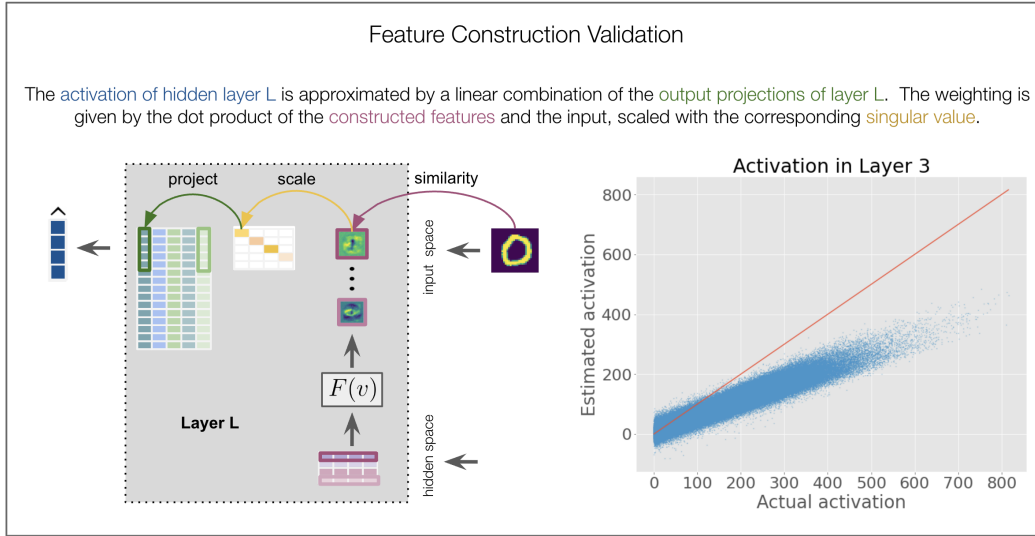 Feature Construction Validation
The activation of hidden layer L is approximated by a linear combination of the output projections of layer L. The weighting is
given by the dot product of the constructed features and the input, scaled with the corresponding singular value.
project
scale
similarity
input space
F(v)
Layer L
hidden space
Activation in Layer 3
800
600
400
200
0
Estimated activation
0 100 200 300 400 500 600 700 800
Actual activation